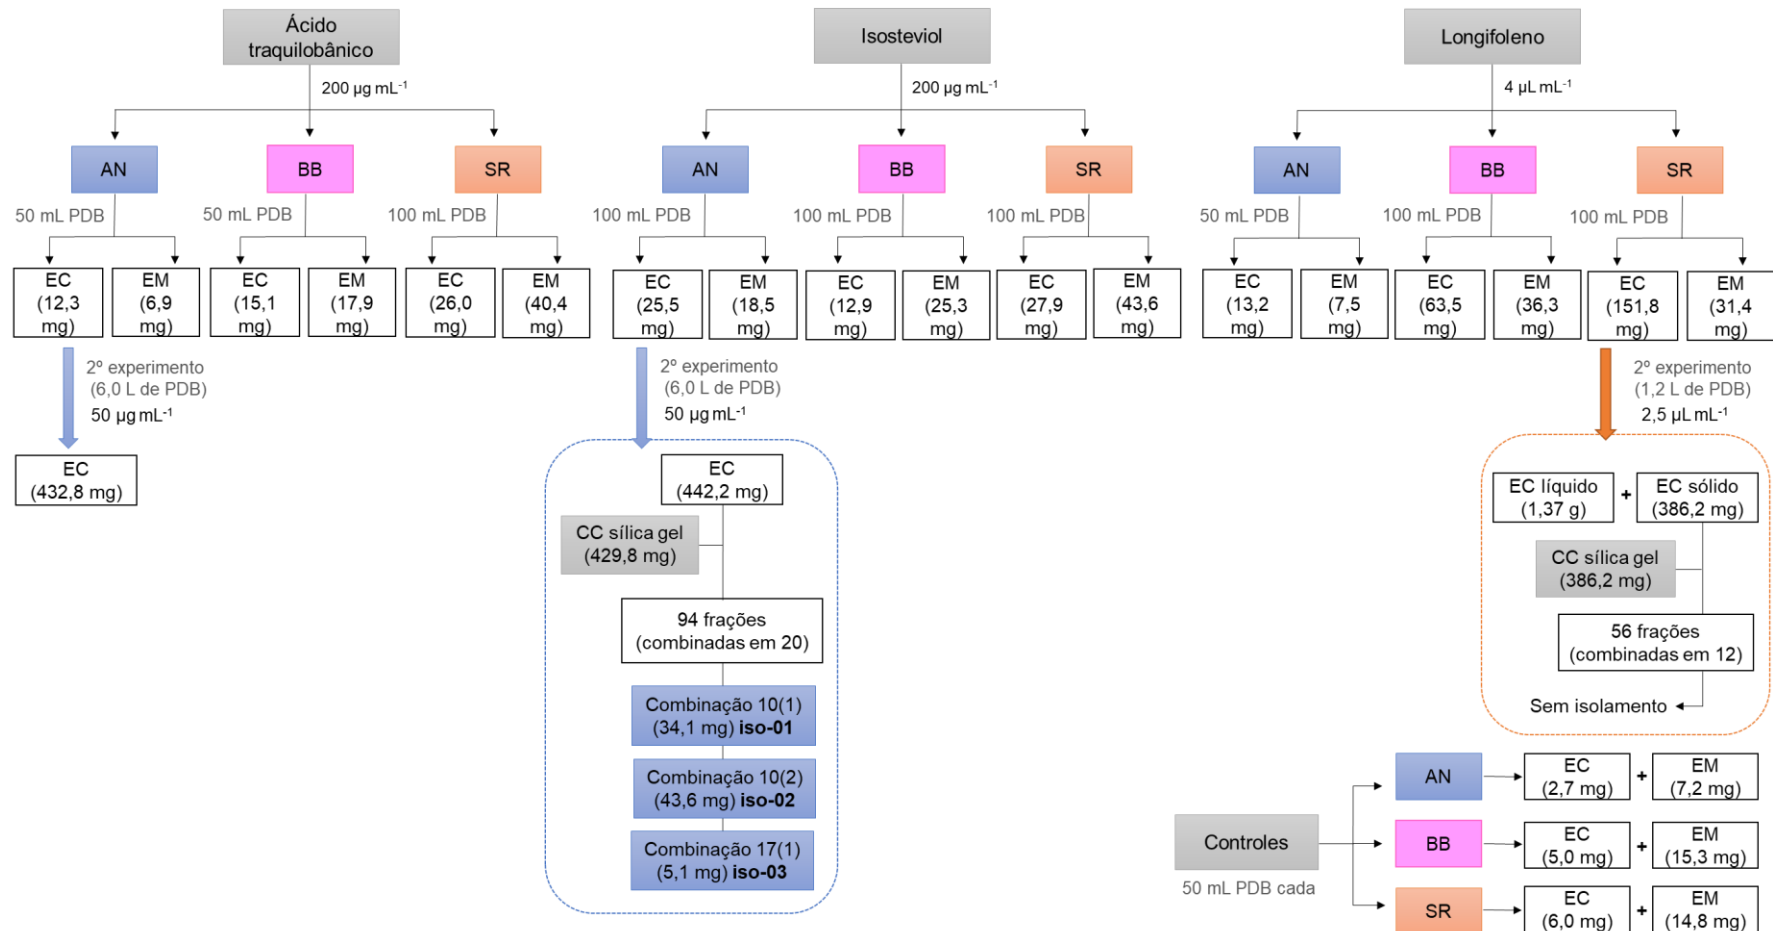 Ácido
traquilobânico
200 µg mL⁻¹
AN
BB
SR
50 mL PDB
50 mL PDB
100 mL PDB
EC
(12,3
mg)
EM
(6,9
mg)
EC
(15,1
mg)
EM
(17,9
mg)
EC
(26,0
mg)
EM
(40,4
mg)
2º experimento
(6,0 L de PDB)
50 µg mL⁻¹
EC
(432,8 mg)
Isosteviol
200 µg mL⁻¹
AN
BB
SR
100 mL PDB
100 mL PDB
100 mL PDB
EC
(25,5
mg)
EM
(18,5
mg)
EC
(12,9
mg)
EM
(25,3
mg)
EC
(27,9
mg)
EM
(43,6
mg)
2º experimento
(6,0 L de PDB)
50 µg mL⁻¹
EC
(442,2 mg)
CC sílica gel
(429,8 mg)
94 frações
(combinadas em 20)
Combinação 10(1)
(34,1 mg) iso-01
Combinação 10(2)
(43,6 mg) iso-02
Combinação 17(1)
(5,1 mg) iso-03
Longifoleno
4 µL mL⁻¹
AN
BB
SR
50 mL PDB
100 mL PDB
100 mL PDB
EC
(13,2
mg)
EM
(7,5
mg)
EC
(63,5
mg)
EM
(36,3
mg)
EC
(151,8
mg)
EM
(31,4
mg)
2º experimento
(1,2 L de PDB)
2,5 µL mL⁻¹
EC líquido
(1,37 g)
+
EC sólido
(386,2 mg)
CC sílica gel
(386,2 mg)
56 frações
(combinadas em 12)
Sem isolamento
Controles
50 mL PDB cada
AN
EC
(2,7 mg)
+
EM
(7,2 mg)
BB
EC
(5,0 mg)
+
EM
(15,3 mg)
SR
EC
(6,0 mg)
+
EM
(14,8 mg)